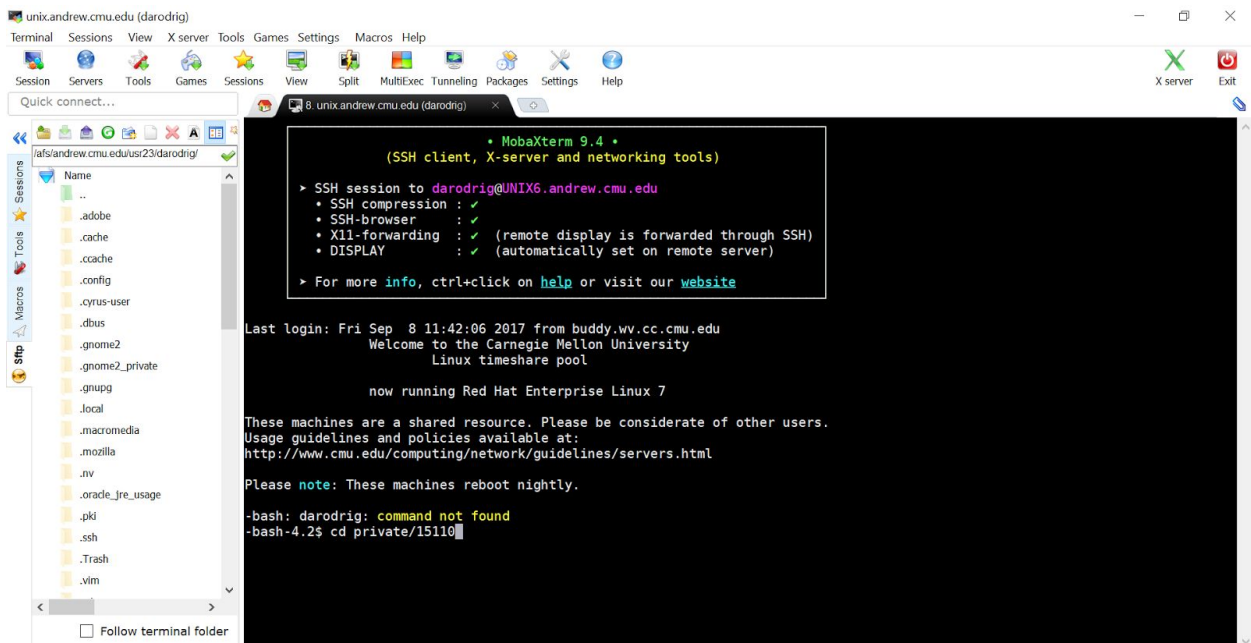 unix.andrew.cmu.edu (darodrig)
Terminal Sessions View X server Tools Games Settings Macros Help
Session Servers Tools Games Sessions View Split MultiExec Tunneling Packages Settings Help X server Exit
Quick connect...
8. unix.andrew.cmu.edu (darodrig)
/afs/andrew.cmu.edu/usr23/darodrig/
Sessions
Tools
Macros
Sftp
Name
..
.adobe
.cache
.ccache
.config
.cyrus-user
.dbus
.gnome2
.gnome2_private
.gnupg
.local
.macromedia
.mozilla
.nv
.oracle_jre_usage
.pki
.ssh
.Trash
.vim
Follow terminal folder
• MobaXterm 9.4 •
(SSH client, X-server and networking tools)
➤ SSH session to darodrig@UNIX6.andrew.cmu.edu
• SSH compression : ✔
• SSH-browser : ✔
• X11-forwarding : ✔ (remote display is forwarded through SSH)
• DISPLAY : ✔ (automatically set on remote server)
➤ For more info, ctrl+click on help or visit our website
Last login: Fri Sep 8 11:42:06 2017 from buddy.wv.cc.cmu.edu
Welcome to the Carnegie Mellon University
Linux timeshare pool
now running Red Hat Enterprise Linux 7
These machines are a shared resource. Please be considerate of other users.
Usage guidelines and policies available at:
http://www.cmu.edu/computing/network/guidelines/servers.html
Please note: These machines reboot nightly.
-bash: darodrig: command not found
-bash-4.2$ cd private/15110